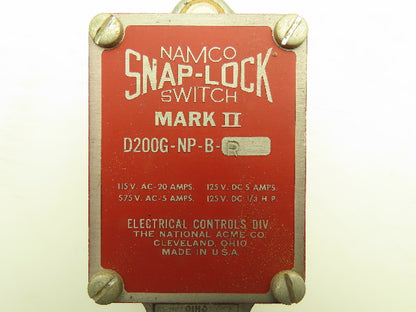 NAMCO
SNAP-LOCK
SWITCH
MARK II
D200G-NP-B-R
115 V. AC-20 AMPS. 125 V. DC 5 AMPS.
575 V. AC-5 AMPS. 125 V. DC 1/3 H.P.
ELECTRICAL CONTROLS DIV.
THE NATIONAL ACME CO.
CLEVELAND, OHIO
MADE IN U.S.A.